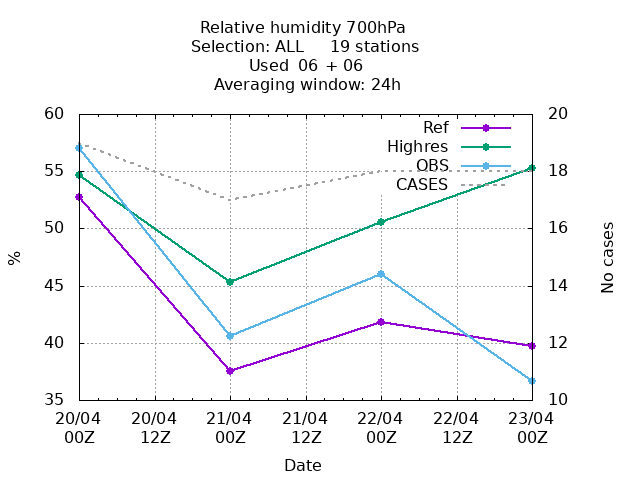 Relative humidity 700hPa
Selection: ALL 19 stations
Used 06 + 06
Averaging window: 24h
60 20
Ref
Highres
55 OBS 18
CASES
50 16
% No cases
45 14
40 12
35 10
20/04 20/04 21/04 21/04 22/04 22/04 23/04
00Z 12Z 00Z 12Z 00Z 12Z 00Z
Date